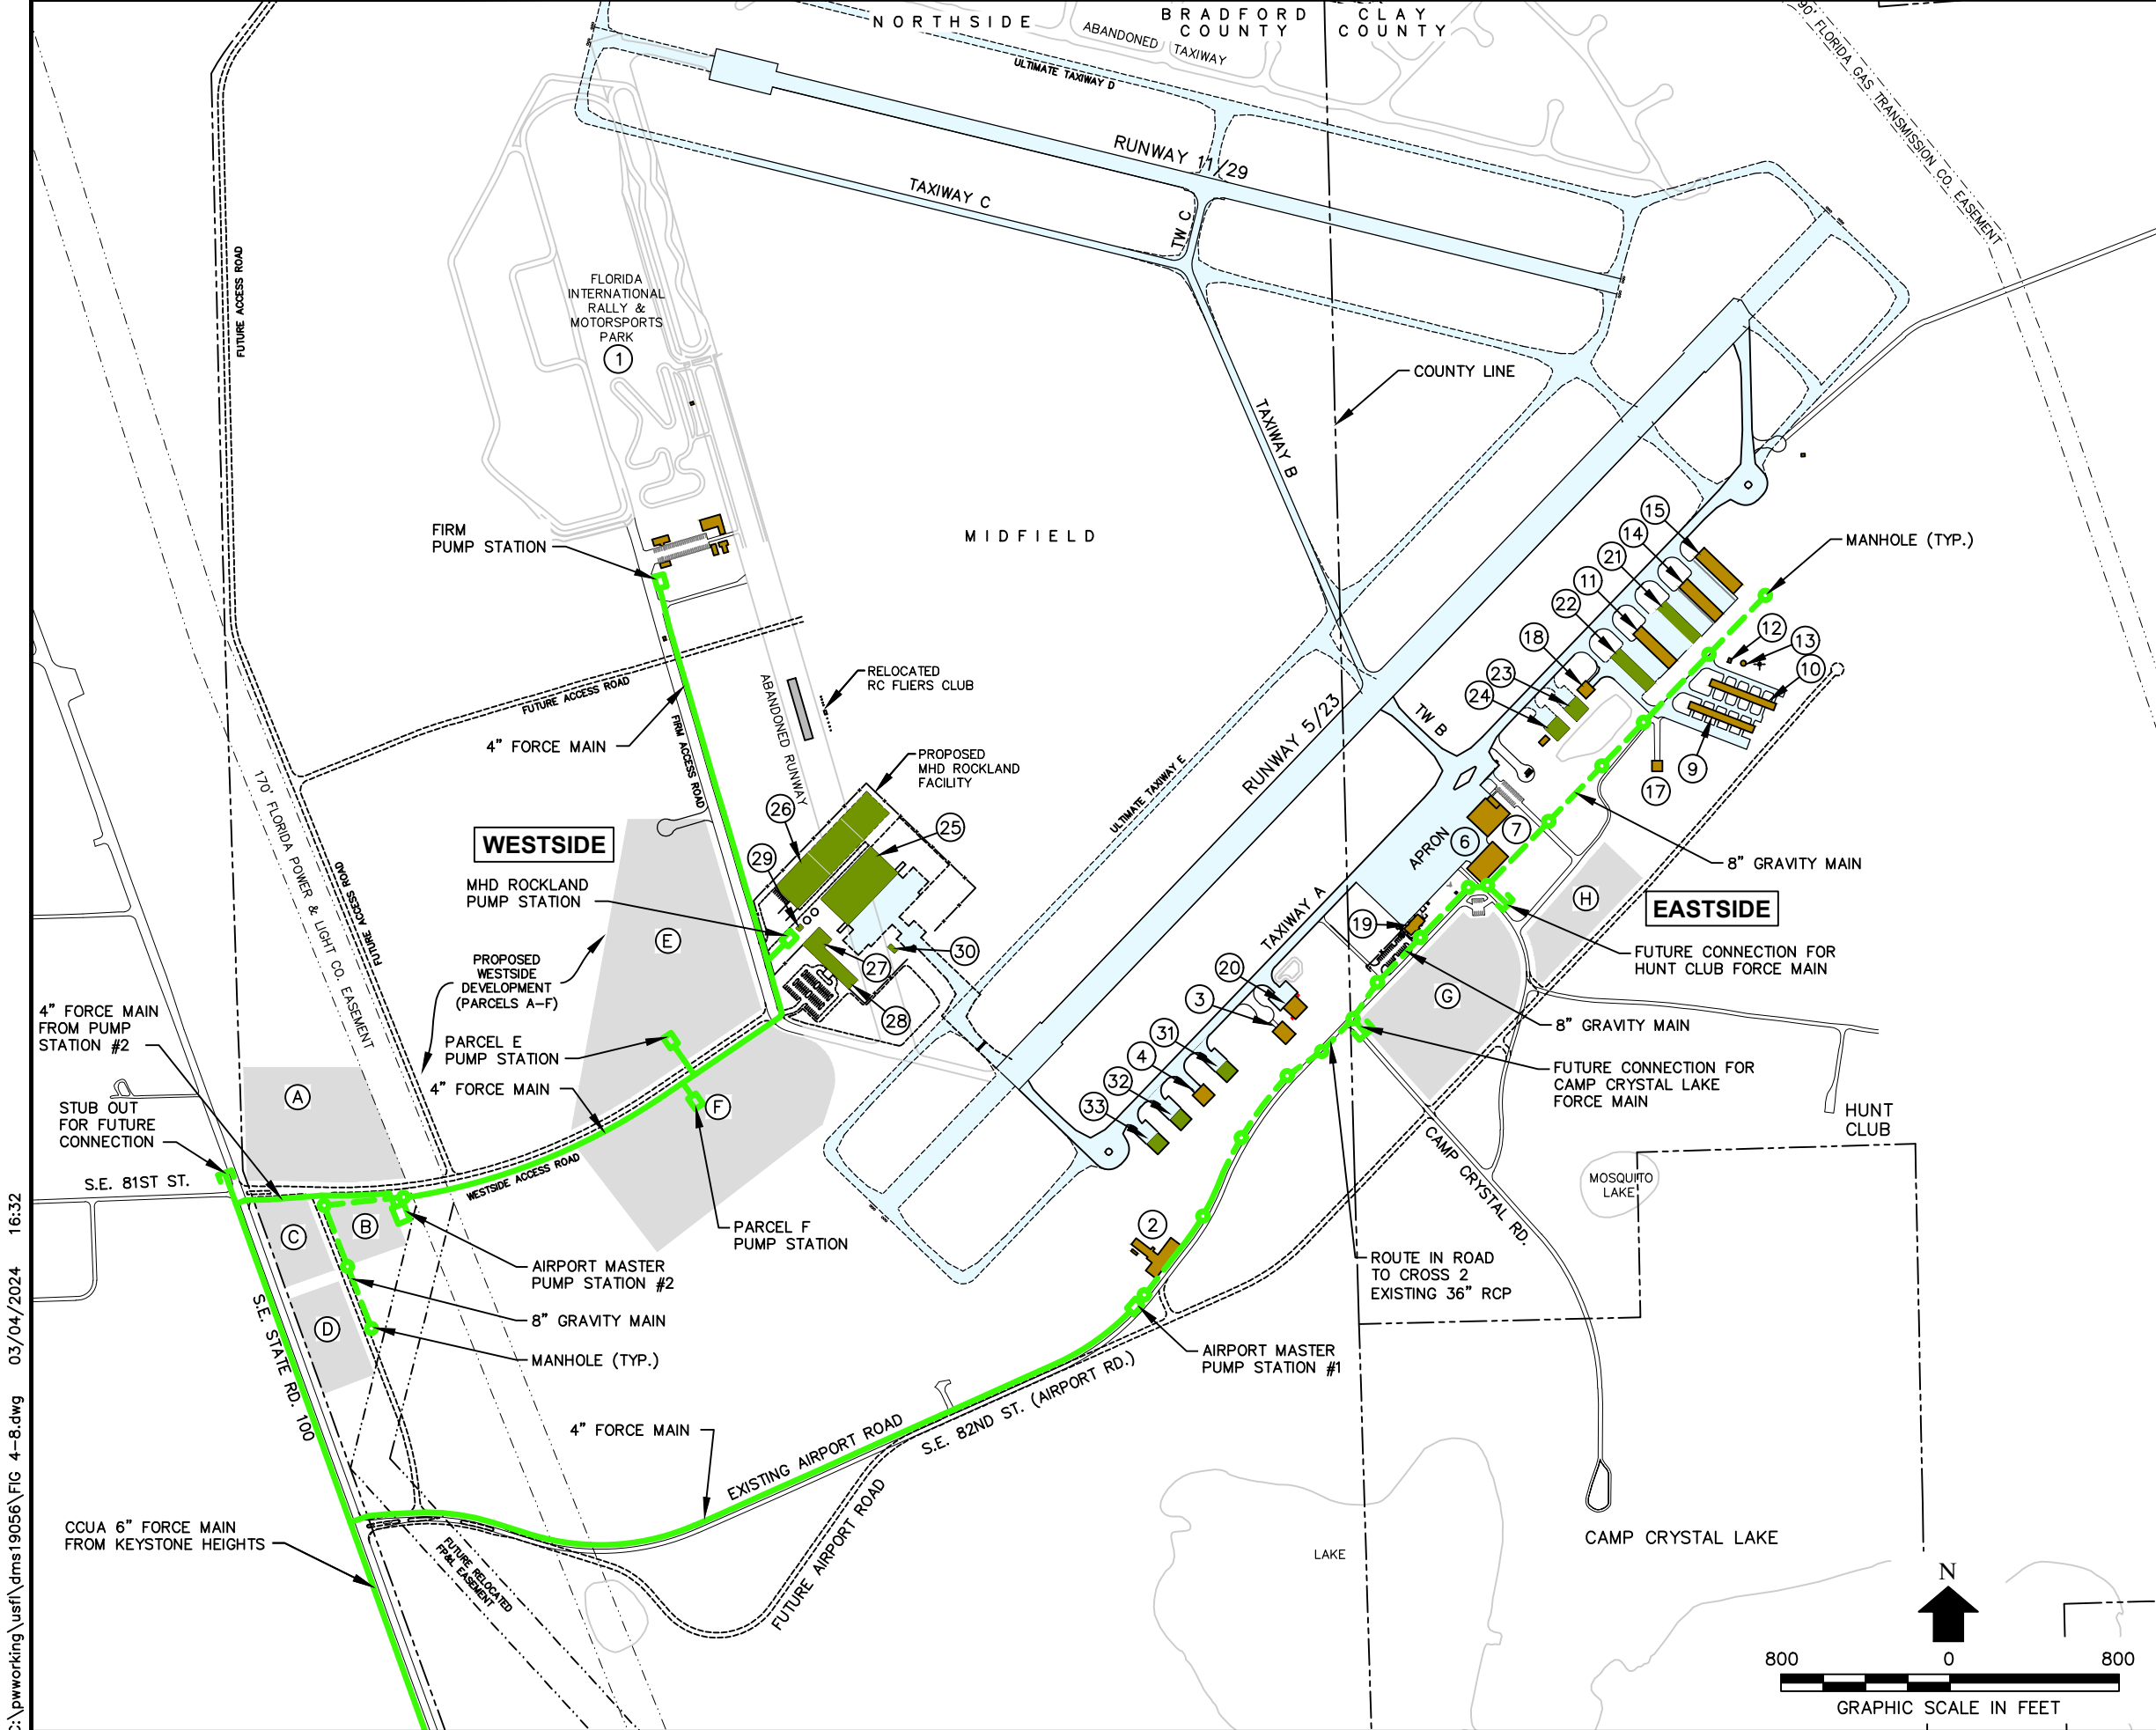 NORTHSIDE
BRADFORD
COUNTY
CLAY
COUNTY
ABANDONED TAXIWAY
ULTIMATE TAXIWAY D
90' FLORIDA GAS TRANSMISSION CO. EASEMENT
RUNWAY 11/29
TAXIWAY C
TW C
FUTURE ACCESS ROAD
FLORIDA
INTERNATIONAL
RALLY &
MOTORSPORTS
PARK
1
COUNTY LINE
TAXIWAY B
FIRM
PUMP STATION
MIDFIELD
15
14
21
11
22
18
23
24
MANHOLE (TYP.)
12
13
10
9
17
RELOCATED
RC FLIERS CLUB
FUTURE ACCESS ROAD
4" FORCE MAIN
FIRM ACCESS ROAD
ABANDONED RUNWAY
TW B
RUNWAY 5/23
ULTIMATE TAXIWAY E
PROPOSED
MHD ROCKLAND
FACILITY
26
25
29
170' FLORIDA POWER & LIGHT CO. EASEMENT
FUTURE ACCESS ROAD
WESTSIDE
MHD ROCKLAND
PUMP STATION
APRON
6
7
8" GRAVITY MAIN
H
EASTSIDE
E
30
27
28
TAXIWAY A
19
FUTURE CONNECTION FOR
HUNT CLUB FORCE MAIN
PROPOSED
WESTSIDE
DEVELOPMENT
(PARCELS A-F)
20
3
G
4" FORCE MAIN
FROM PUMP
STATION #2
PARCEL E
PUMP STATION
4" FORCE MAIN
31
4
32
33
8" GRAVITY MAIN
FUTURE CONNECTION FOR
CAMP CRYSTAL LAKE
FORCE MAIN
A
F
STUB OUT
FOR FUTURE
CONNECTION
HUNT
CLUB
CAMP CRYSTAL RD.
MOSQUITO
LAKE
S.E. 81ST ST.
WESTSIDE ACCESS ROAD
C
B
PARCEL F
PUMP STATION
2
AIRPORT MASTER
PUMP STATION #2
ROUTE IN ROAD
TO CROSS 2
EXISTING 36" RCP
8" GRAVITY MAIN
D
MANHOLE (TYP.)
S.E. STATE RD. 100
AIRPORT MASTER
PUMP STATION #1
4" FORCE MAIN
EXISTING AIRPORT ROAD
S.E. 82ND ST. (AIRPORT RD.)
FUTURE AIRPORT ROAD
CCUA 6" FORCE MAIN
FROM KEYSTONE HEIGHTS
FUTURE RELOCATED
FP&L EASEMENT
LAKE
CAMP CRYSTAL LAKE
N
800 0 800
GRAPHIC SCALE IN FEET
C:\pwworking\usfl\dms19056\FIG 4-8.dwg 03/04/2024 16:32